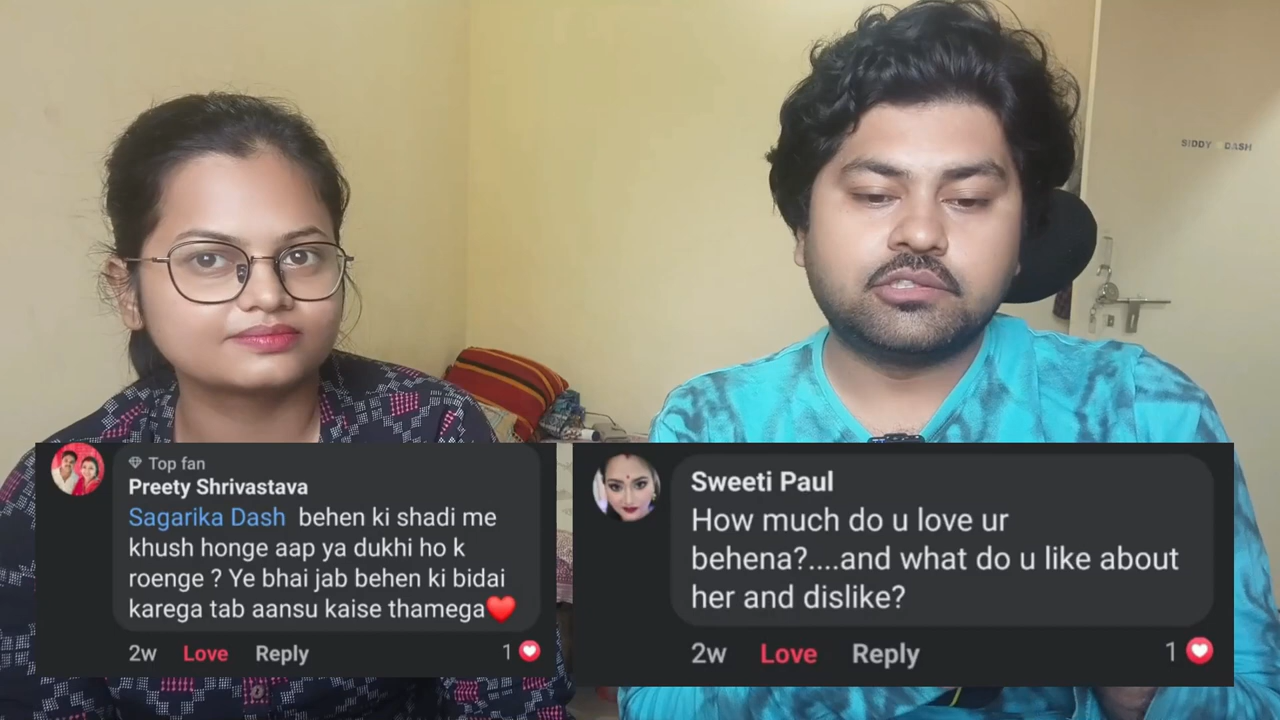 SIDDY DASH
Top fan
Preety Shrivastava
Sagarika Dash behen ki shadi me
khush honge aap ya dukhi ho k
roenge ? Ye bhai jab behen ki bidai
karega tab aansu kaise thamega❤️
2w Love Reply 1
Sweeti Paul
How much do u love ur
behena?....and what do u like about
her and dislike?
2w Love Reply 1